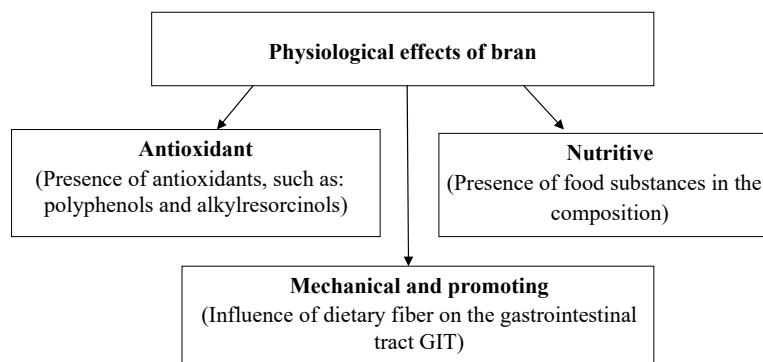 Physiological effects of bran
Antioxidant
(Presence of antioxidants, such as:
polyphenols and alkylresorcinols)
Nutritive
(Presence of food substances in the
composition)
Mechanical and promoting
(Influence of dietary fiber on the gastrointestinal
tract GIT)